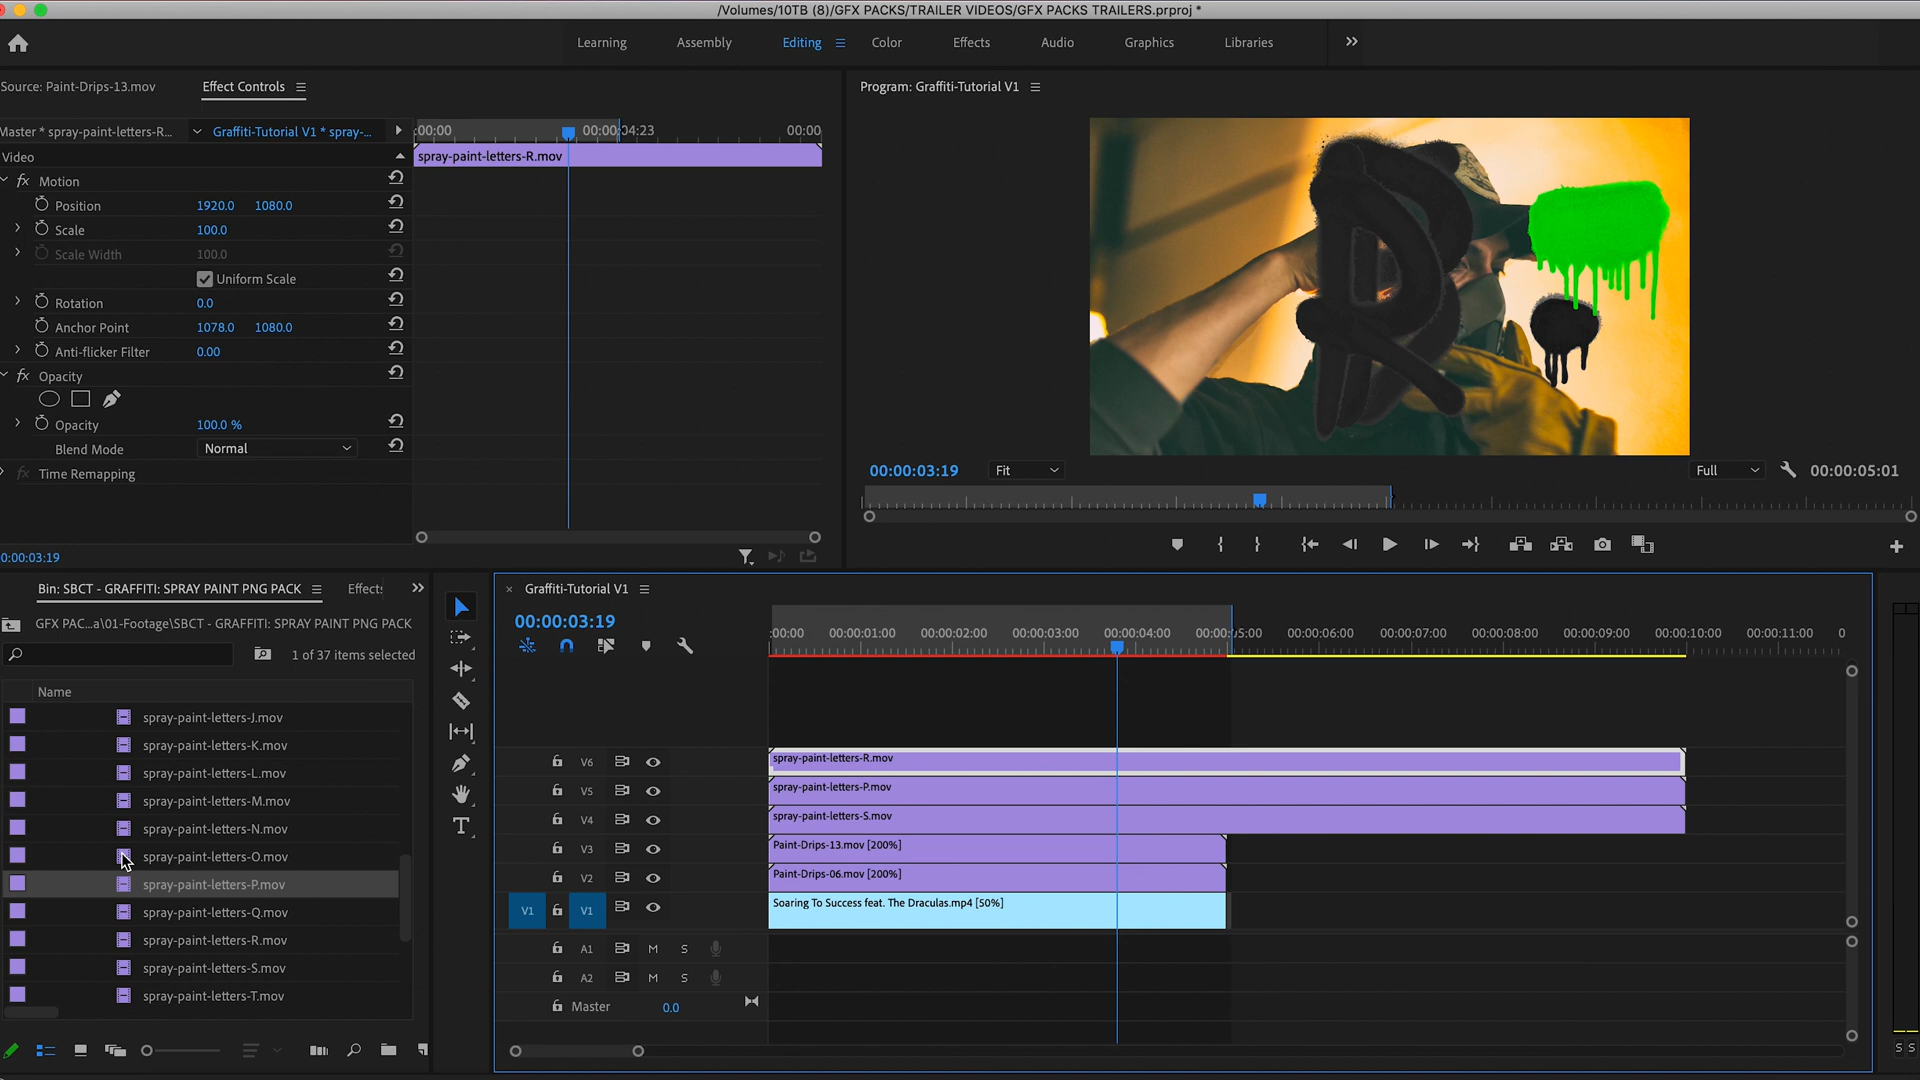 /Volumes/10TB (8)/GFX PACKS/TRAILER VIDEOS/GFX PACKS TRAILERS.prproj *
Learning Assembly Editing Color Effects Audio Graphics Libraries
Source: Paint-Drips-13.mov Effect Controls
Program: Graffiti-Tutorial V1
Master * spray-paint-letters-R... Graffiti-Tutorial V1 * spray-...
:00:00 00:00:04:23 00:00
Video
spray-paint-letters-R.mov
fx Motion
Position 1920.0 1080.0
Scale 100.0
Scale Width 100.0
Uniform Scale
Rotation 0.0
Anchor Point 1078.0 1080.0
Anti-flicker Filter 0.00
fx Opacity
Opacity 100.0 %
Blend Mode Normal
fx Time Remapping
R
00:00:03:19 Fit Full 00:00:05:01
0:00:03:19
Bin: SBCT - GRAFFITI: SPRAY PAINT PNG PACK Effects
GFX PAC...a\01-Footage\SBCT - GRAFFITI: SPRAY PAINT PNG PACK
1 of 37 items selected
Name
spray-paint-letters-J.mov
spray-paint-letters-K.mov
spray-paint-letters-L.mov
spray-paint-letters-M.mov
spray-paint-letters-N.mov
spray-paint-letters-O.mov
spray-paint-letters-P.mov
spray-paint-letters-Q.mov
spray-paint-letters-R.mov
spray-paint-letters-S.mov
spray-paint-letters-T.mov
Graffiti-Tutorial V1
00:00:03:19
:00:00 00:00:01:00 00:00:02:00 00:00:03:00 00:00:04:00 00:00:05:00 00:00:06:00 00:00:07:00 00:00:08:00 00:00:09:00 00:00:10:00 00:00:11:00 0
V6 spray-paint-letters-R.mov
V5 spray-paint-letters-P.mov
V4 spray-paint-letters-S.mov
V3 Paint-Drips-13.mov [200%]
V2 Paint-Drips-06.mov [200%]
V1 V1 Soaring To Success feat. The Draculas.mp4 [50%]
A1 M S
A2 M S
Master 0.0
S S